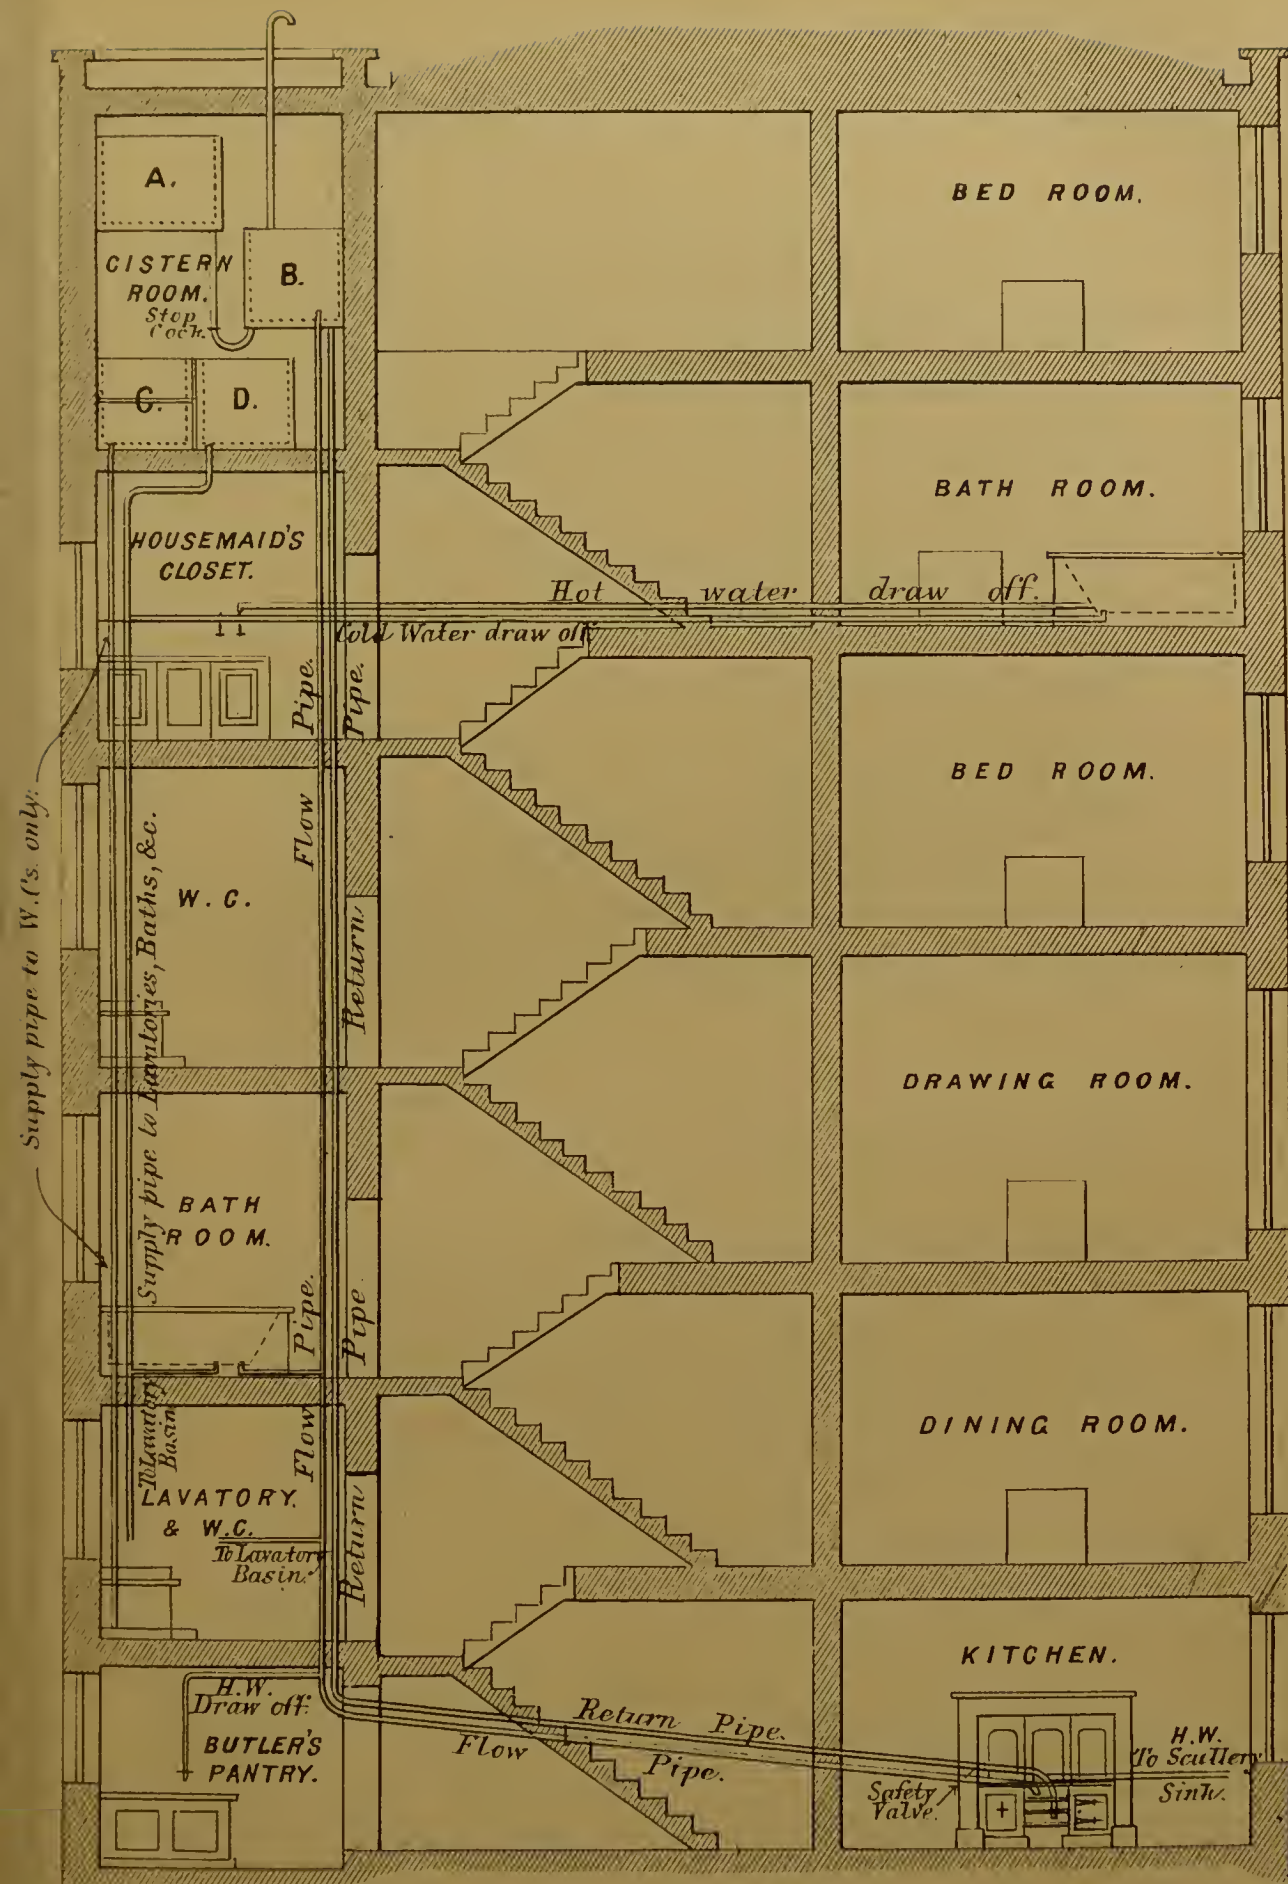 A.
BED ROOM.
CISTERN
ROOM.
B.
Stop
Cock.
C.
D.
BATH ROOM.
HOUSEMAID'S
CLOSET.
Hot water draw off.
Cold Water draw off
Pipe.
Pipe.
BED ROOM.
Flow
Supply pipe to W.C's. only.
Supply pipe to Lavatories, Baths, &c.
W.C.
Return
DRAWING ROOM.
BATH
ROOM.
Pipe.
Pipe
To Lavatory
Basin
Flow
DINING ROOM.
LAVATORY.
& W.C.
To Lavatory
Basin.
Return
KITCHEN.
H.W.
Draw off.
BUTLER'S
PANTRY.
Return Pipe.
Flow Pipe.
H.W.
To Scullery
Sink.
Safety
Valve.